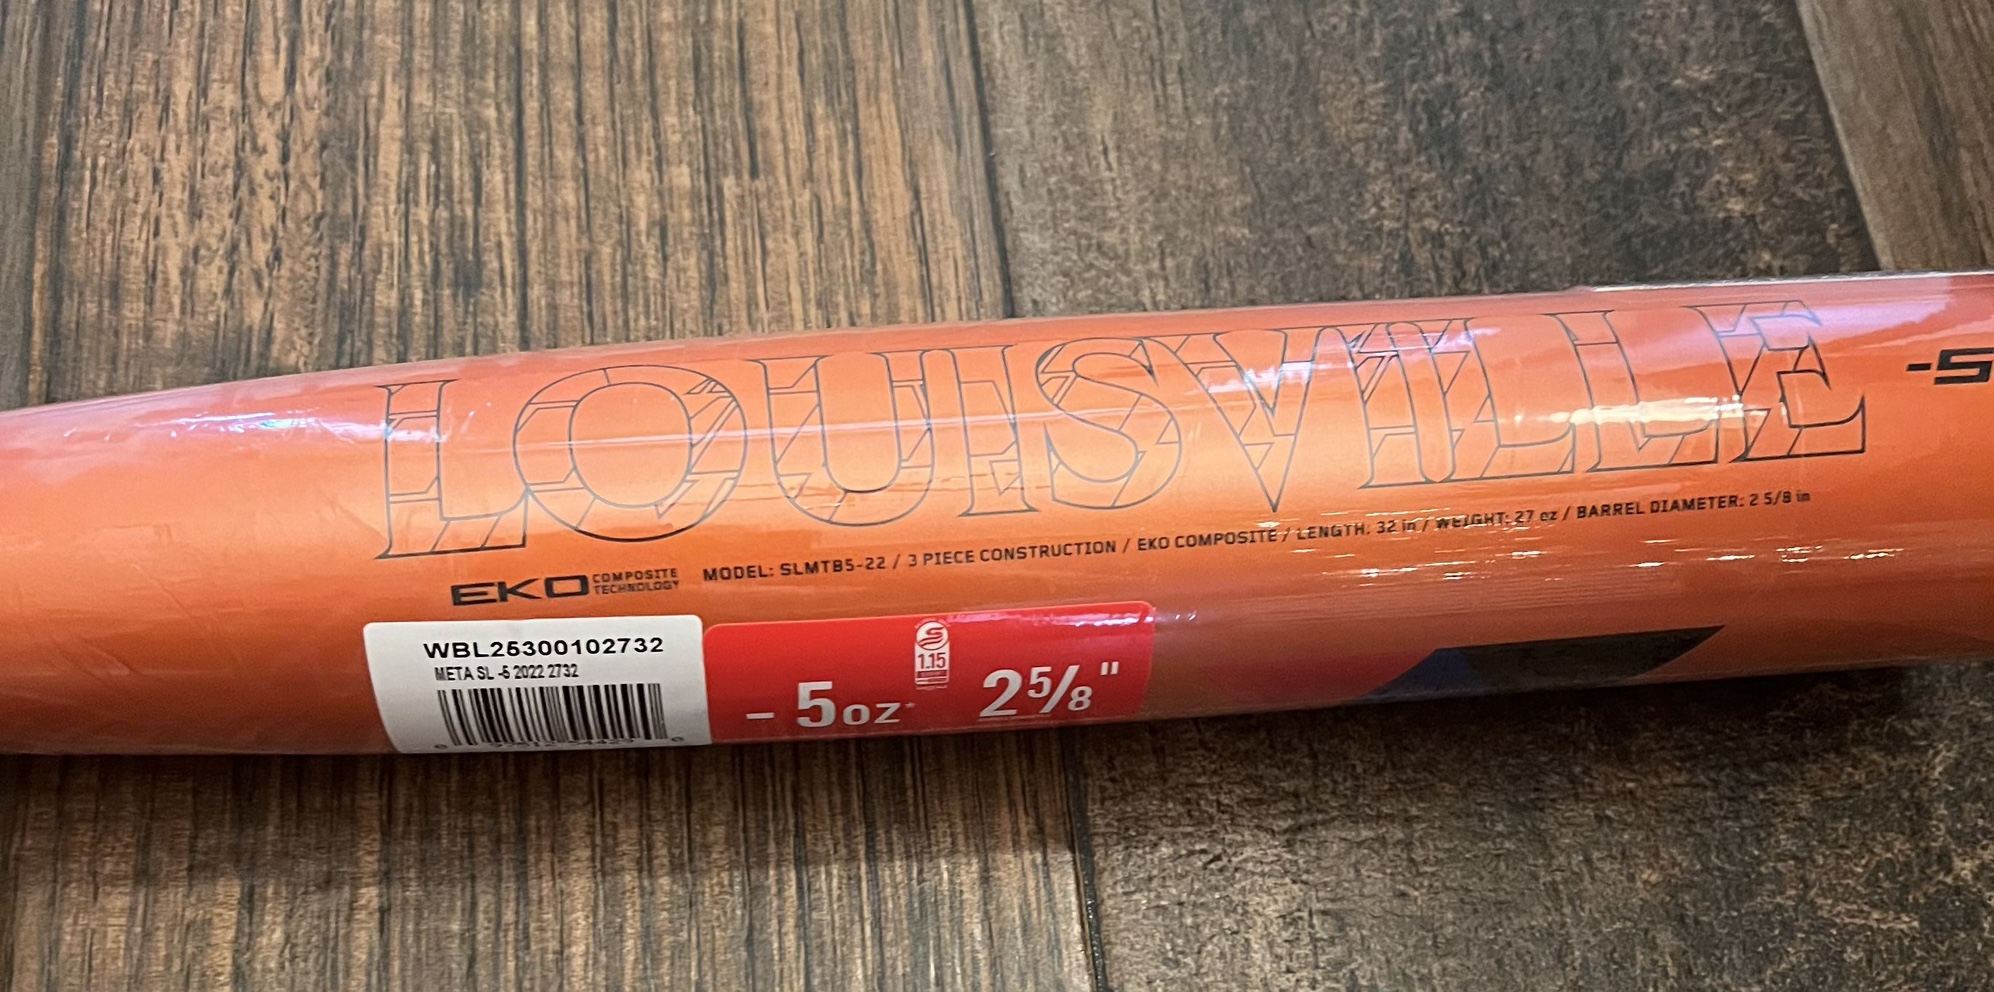 LOUISVILLE
-5
EKO COMPOSITE TECHNOLOGY
MODEL: SLMTB5-22 / 3 PIECE CONSTRUCTION / EKO COMPOSITE / LENGTH: 32 in / WEIGHT: 27 oz / BARREL DIAMETER: 2 5/8 in
WBL25300102732
META SL -5 2022 2732
1.15
- 5oz* 2 5/8"